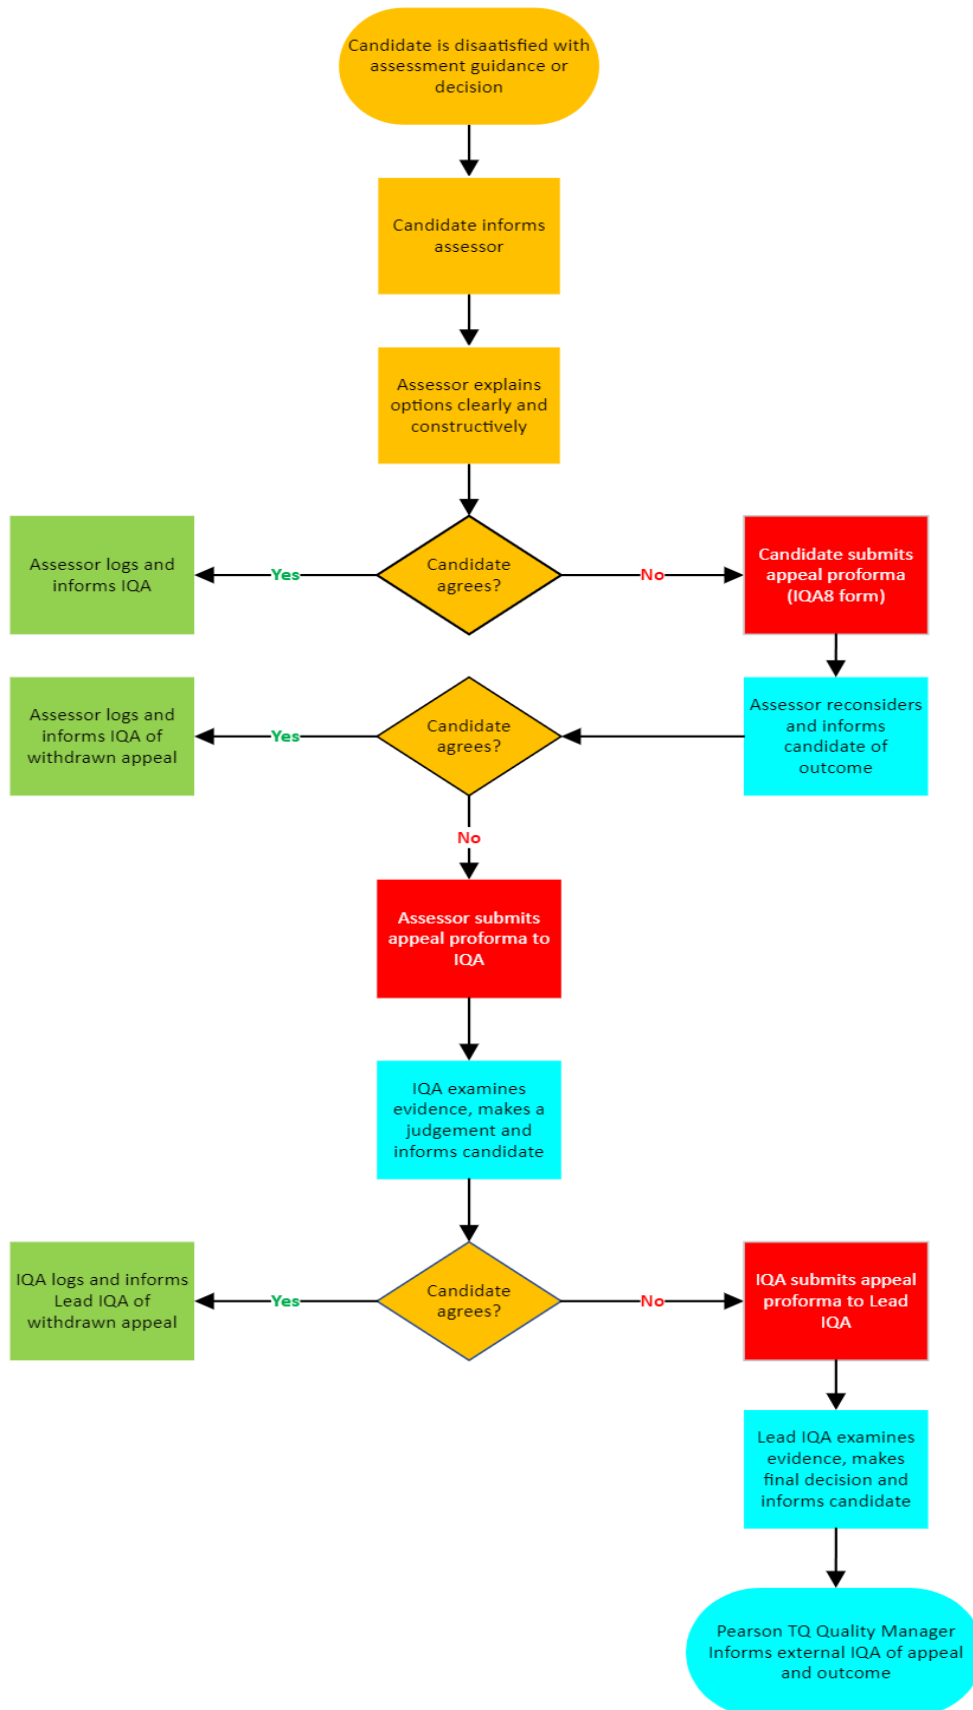 Candidate is disaatisfied with
assessment guidance or
decision
Candidate informs
assessor
Assessor explains
options clearly and
constructively
Assessor logs and
informs IQA
Yes
Candidate
agrees?
No
Candidate submits
appeal proforma
(IQA8 form)
Assessor logs and
informs IQA of
withdrawn appeal
Yes
Candidate
agrees?
Assessor reconsiders
and informs
candidate of
outcome
No
Assessor submits
appeal proforma to
IQA
IQA examines
evidence, makes a
judgement and
informs candidate
IQA logs and informs
Lead IQA of
withdrawn appeal
Yes
Candidate
agrees?
No
IQA submits appeal
proforma to Lead
IQA
Lead IQA examines
evidence, makes
final decision and
informs candidate
Pearson TQ Quality Manager
Informs external IQA of appeal
and outcome